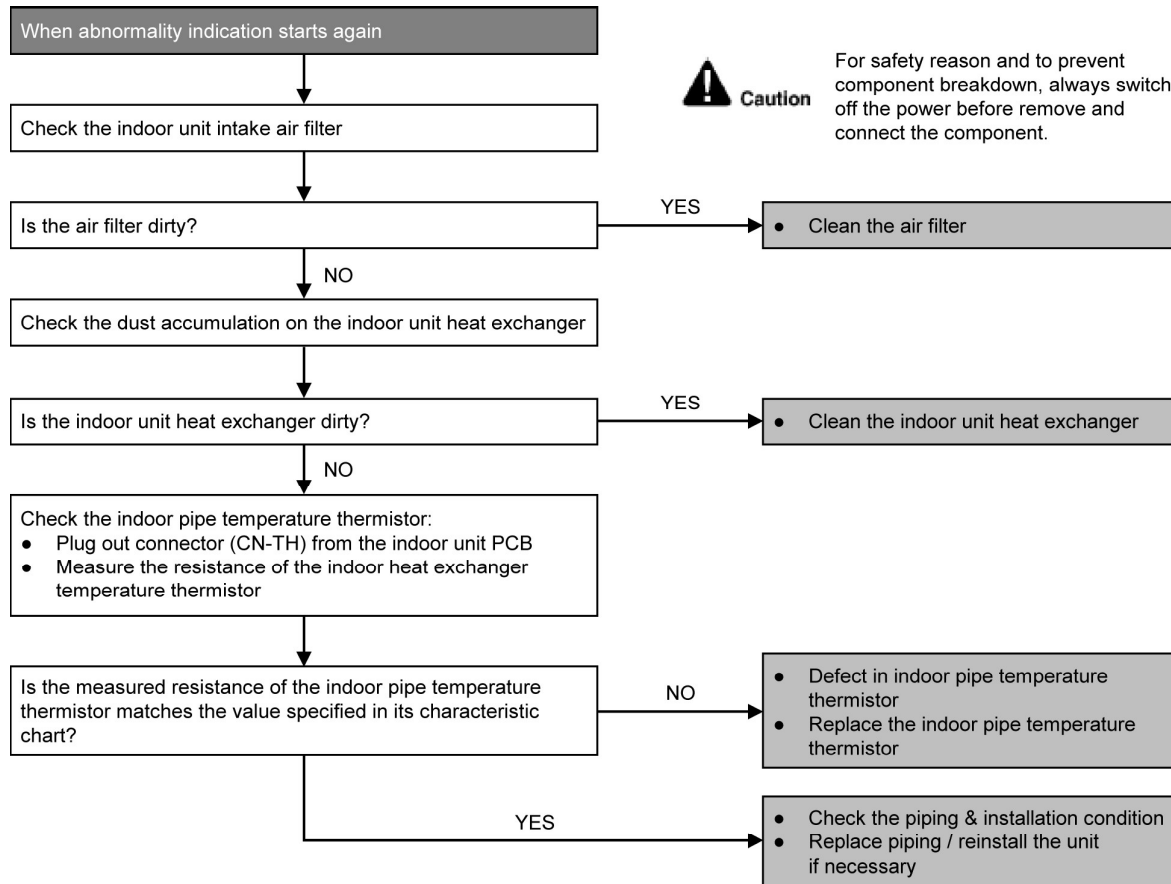 When abnormality indication starts again
Caution
For safety reason and to prevent
component breakdown, always switch
off the power before remove and
connect the component.
Check the indoor unit intake air filter
Is the air filter dirty?
YES
● Clean the air filter
NO
Check the dust accumulation on the indoor unit heat exchanger
Is the indoor unit heat exchanger dirty?
YES
● Clean the indoor unit heat exchanger
NO
Check the indoor pipe temperature thermistor:
● Plug out connector (CN-TH) from the indoor unit PCB
● Measure the resistance of the indoor heat exchanger
temperature thermistor
Is the measured resistance of the indoor pipe temperature
thermistor matches the value specified in its characteristic
chart?
NO
● Defect in indoor pipe temperature
thermistor
● Replace the indoor pipe temperature
thermistor
YES
● Check the piping & installation condition
● Replace piping / reinstall the unit
if necessary